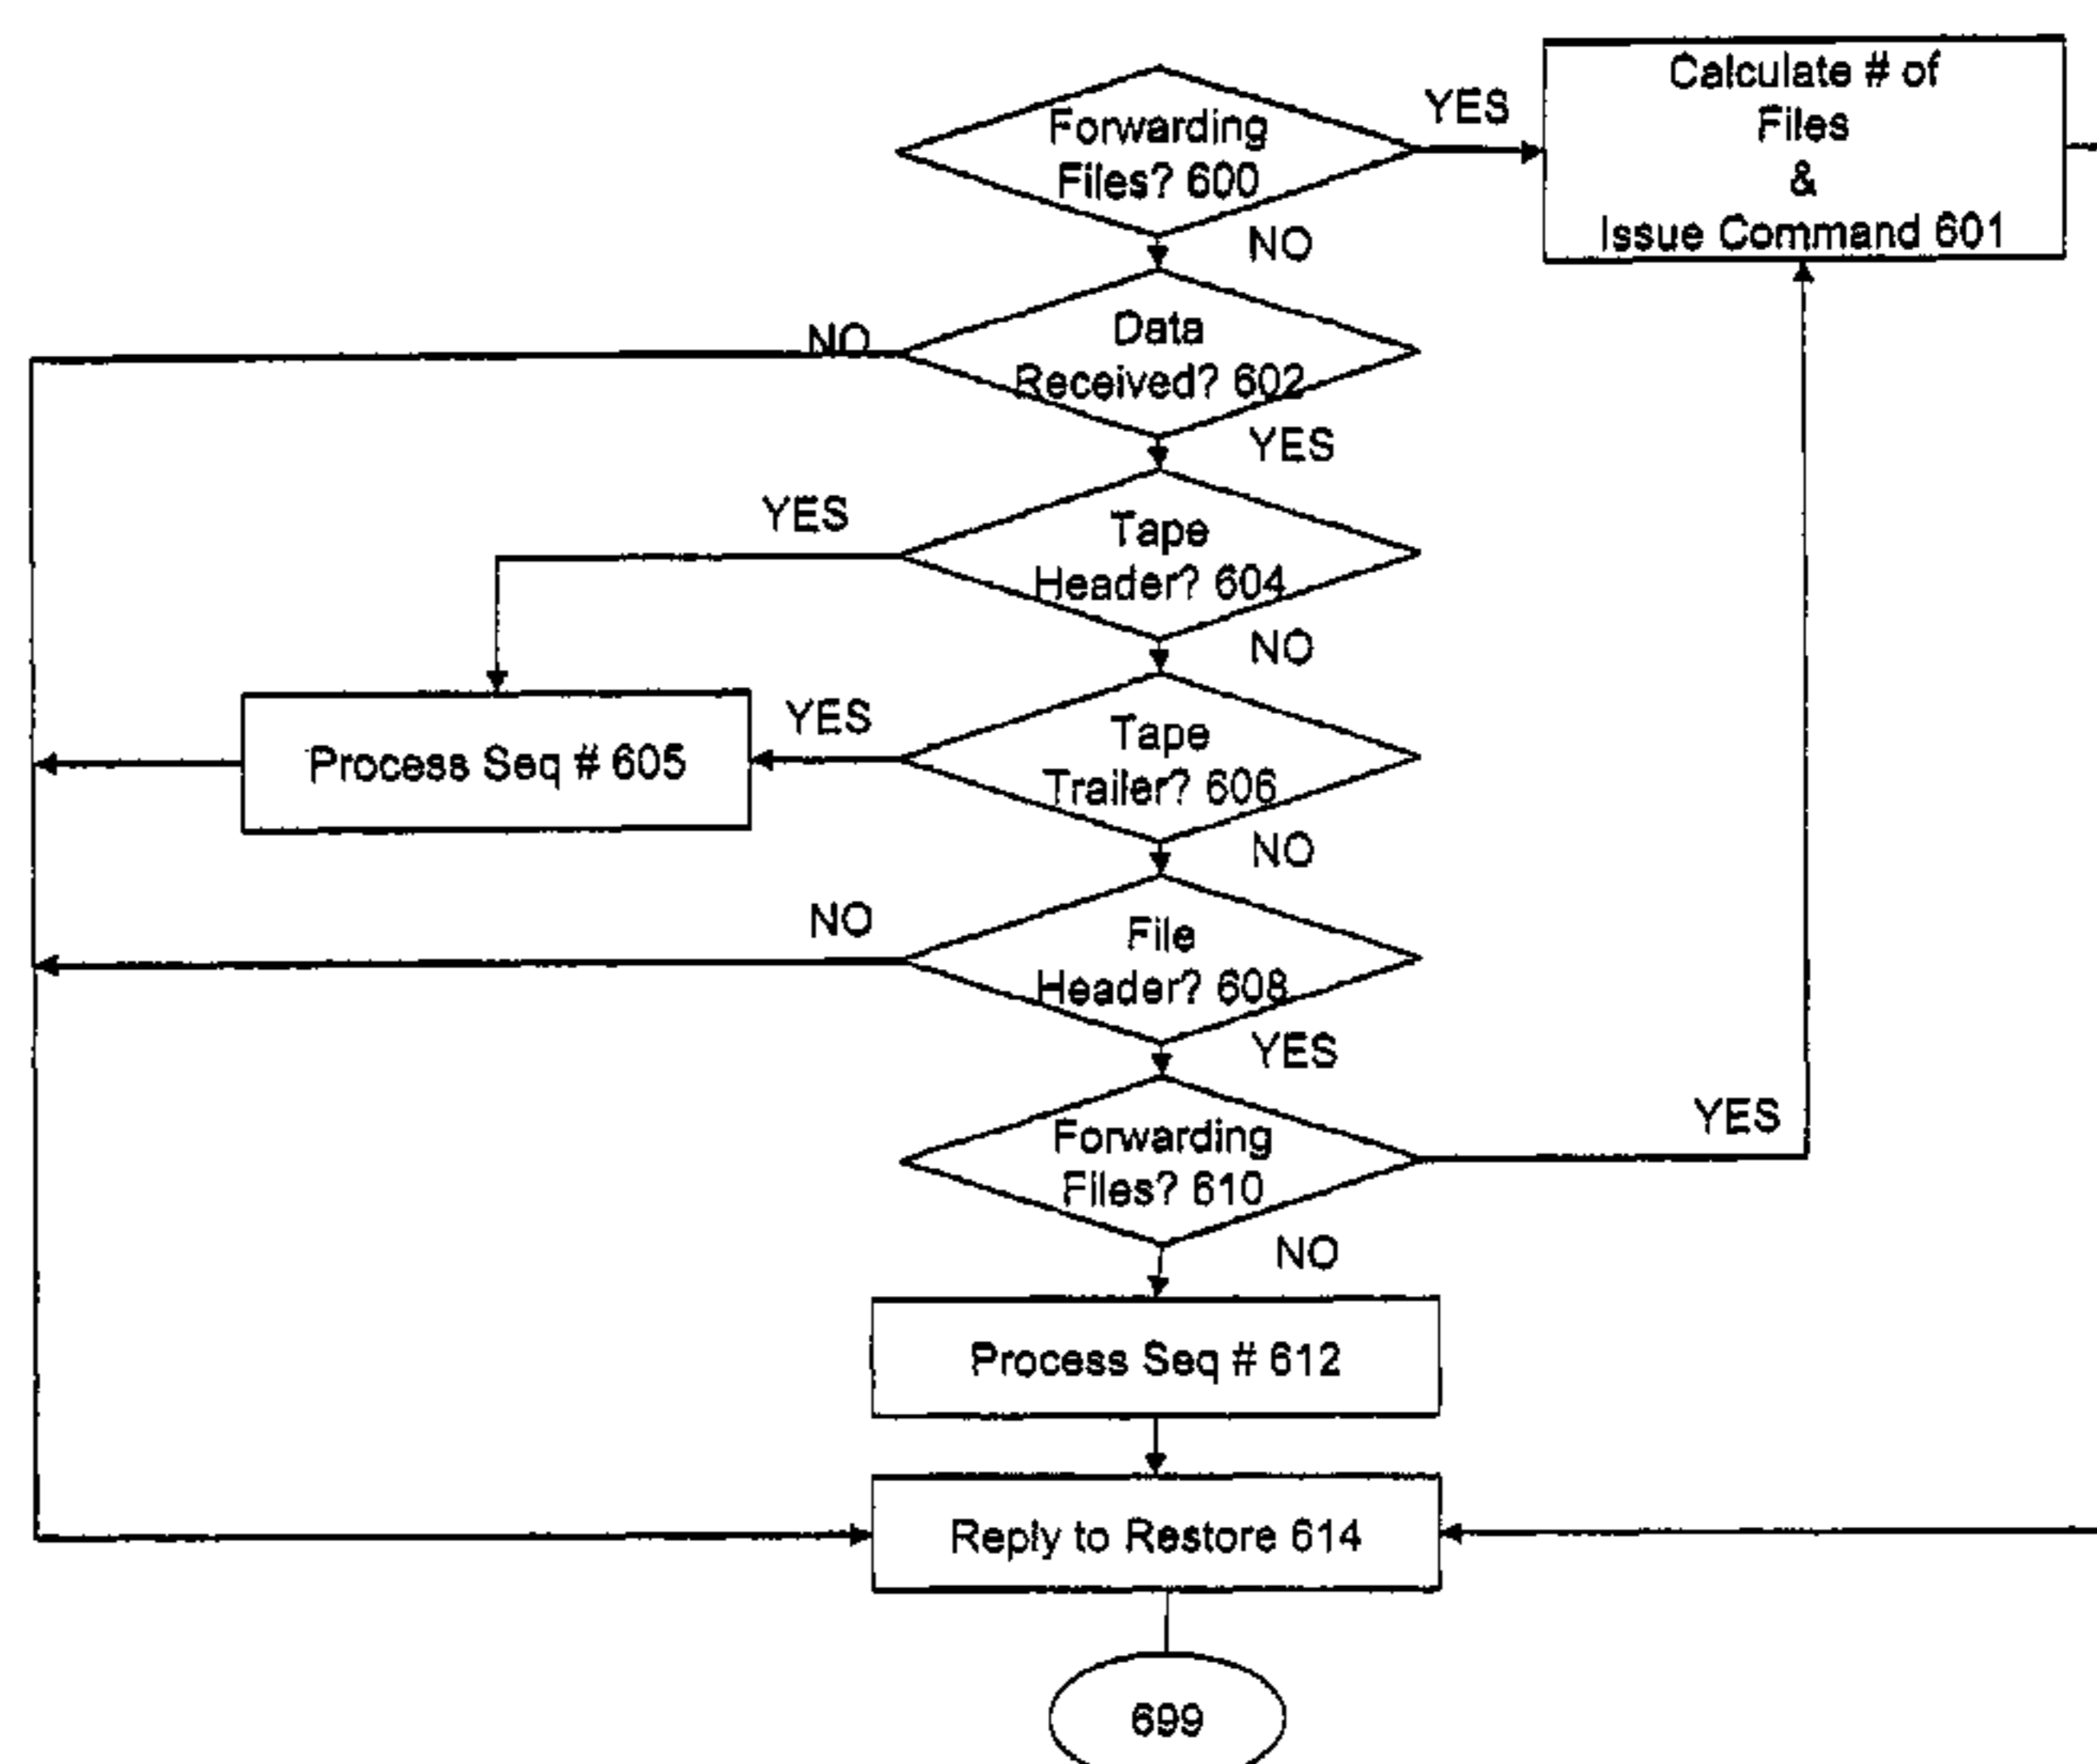 Forwarding
Files? 600
YES
Calculate # of
Files
&
Issue Command 601
NO
Data
Received? 602
NO
YES
Tape
Header? 604
YES
NO
Tape
Trailer? 606
YES
Process Seq # 605
NO
File
Header? 608
NO
YES
Forwarding
Files? 610
YES
NO
Process Seq # 612
Reply to Restore 614
699